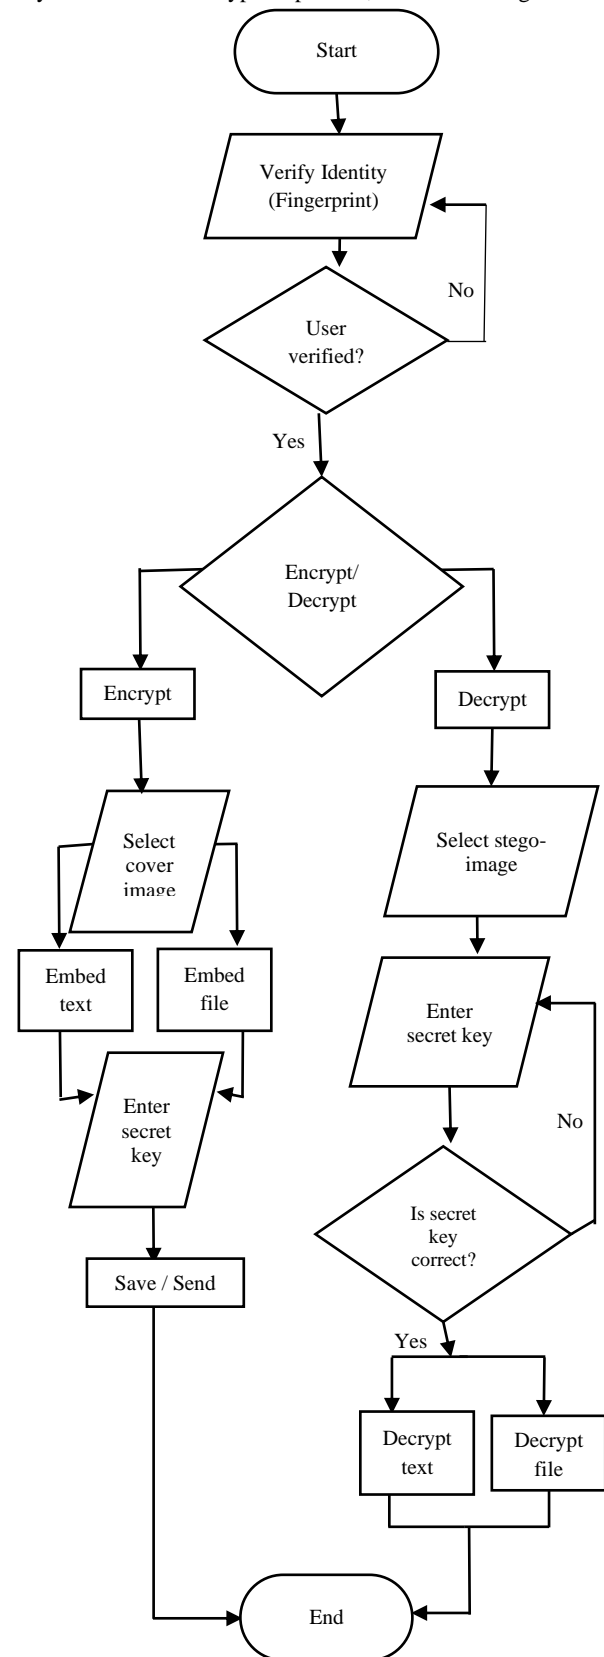 Start
Verify Identity
(Fingerprint)
No
User
verified?
Yes
Encrypt/
Decrypt
Encrypt
Decrypt
Select
cover
image
Select stego-
image
Embed
text
Embed
file
Enter
secret key
Enter
secret
key
No
Is secret
key
correct?
Save / Send
Yes
Decrypt
text
Decrypt
file
End